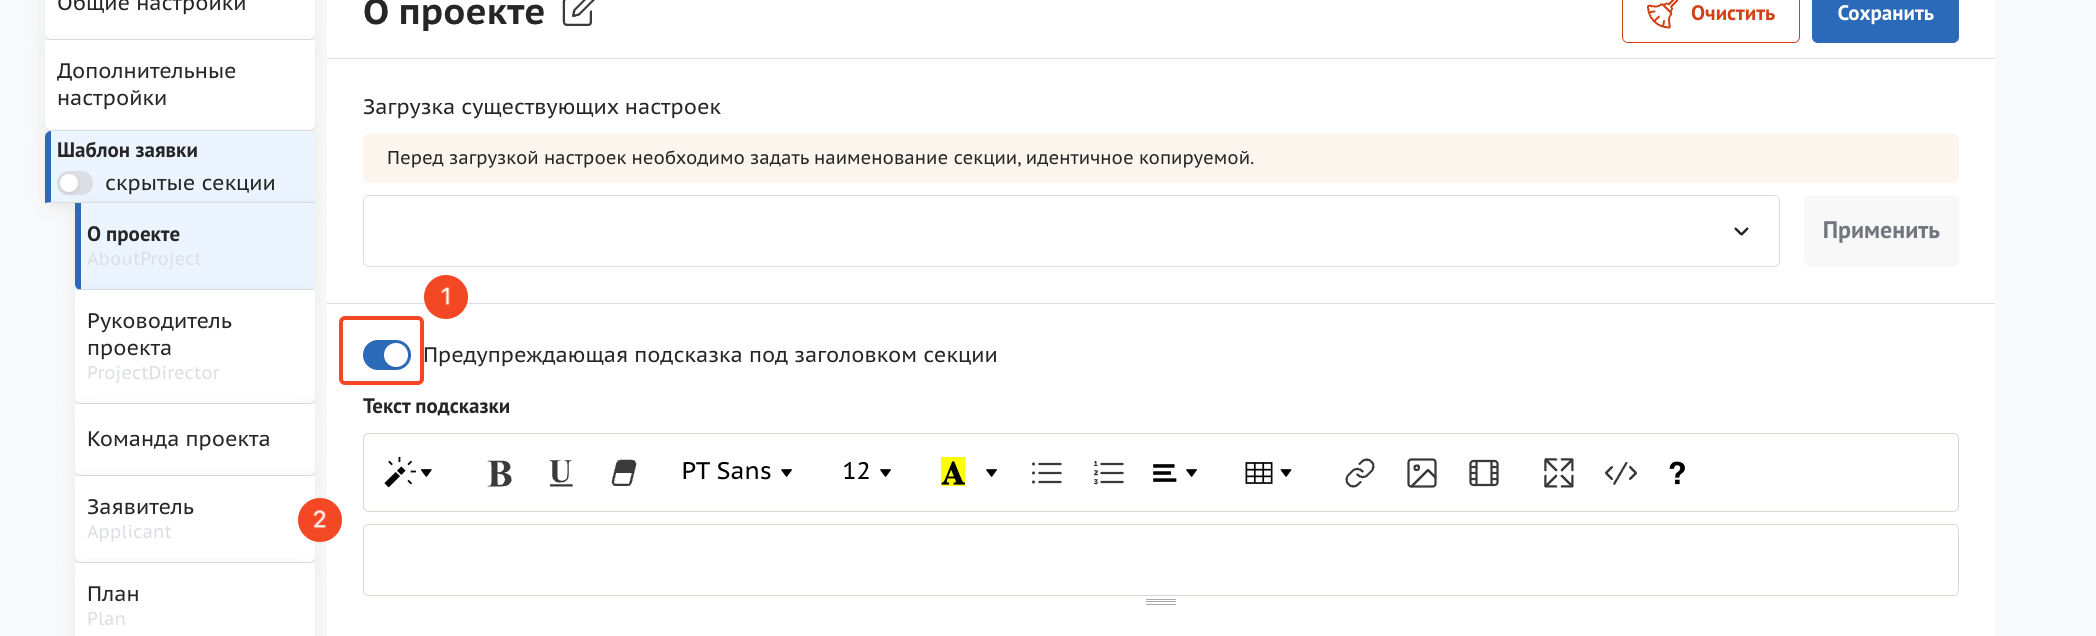 Общие настройки
Дополнительные
настройки
Шаблон заявки
скрытые секции
О проекте
AboutProject
Руководитель
проекта
ProjectDirector
Команда проекта
Заявитель
Applicant
План
Plan
О проекте
Очистить
Сохранить
Загрузка существующих настроек
Перед загрузкой настроек необходимо задать наименование секции, идентичное копируемой.
Применить
1
Предупреждающая подсказка под заголовком секции
Текст подсказки
B U PT Sans 12 A ?
2